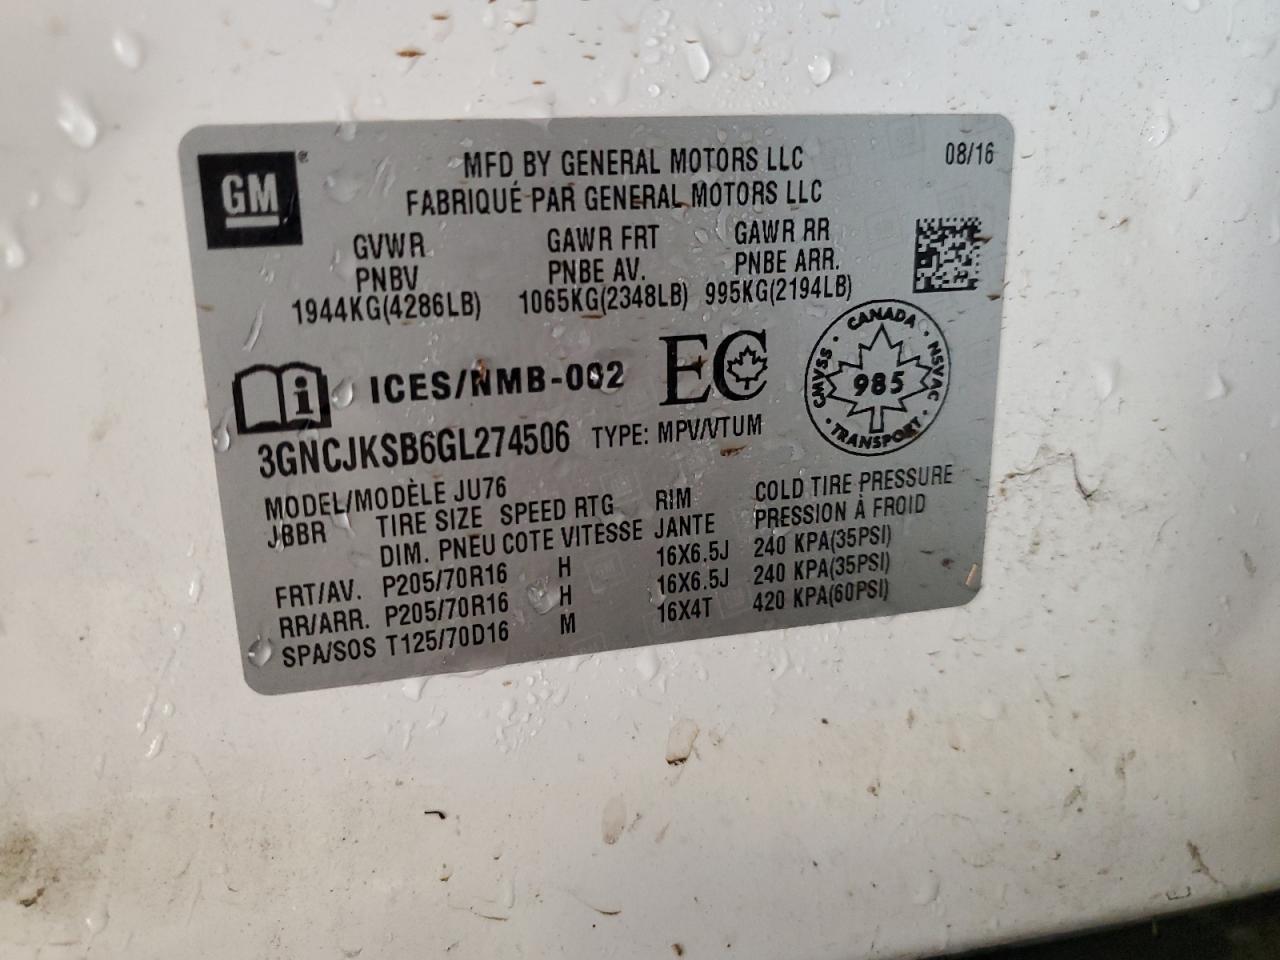 GM
MFD BY GENERAL MOTORS LLC
08/16
FABRIQUÉ PAR GENERAL MOTORS LLC
GVWR GAWR FRT GAWR RR
PNBV PNBE AV. PNBE ARR.
1944KG(4286LB) 1065KG(2348LB) 995KG(2194LB)
ICES/NMB-002 EC
CANADA
CMVSS 985 NSVAC
TRANSPORT
3GNCJKSB6GL274506 TYPE: MPV/VTUM
MODEL/MODÈLE JU76
JBBR TIRE SIZE SPEED RTG RIM COLD TIRE PRESSURE
DIM. PNEU COTE VITESSE JANTE PRESSION À FROID
FRT/AV. P205/70R16 H 16X6.5J 240 KPA(35PSI)
RR/ARR. P205/70R16 H 16X6.5J 240 KPA(35PSI)
SPA/SOS T125/70D16 M 16X4T 420 KPA(60PSI)